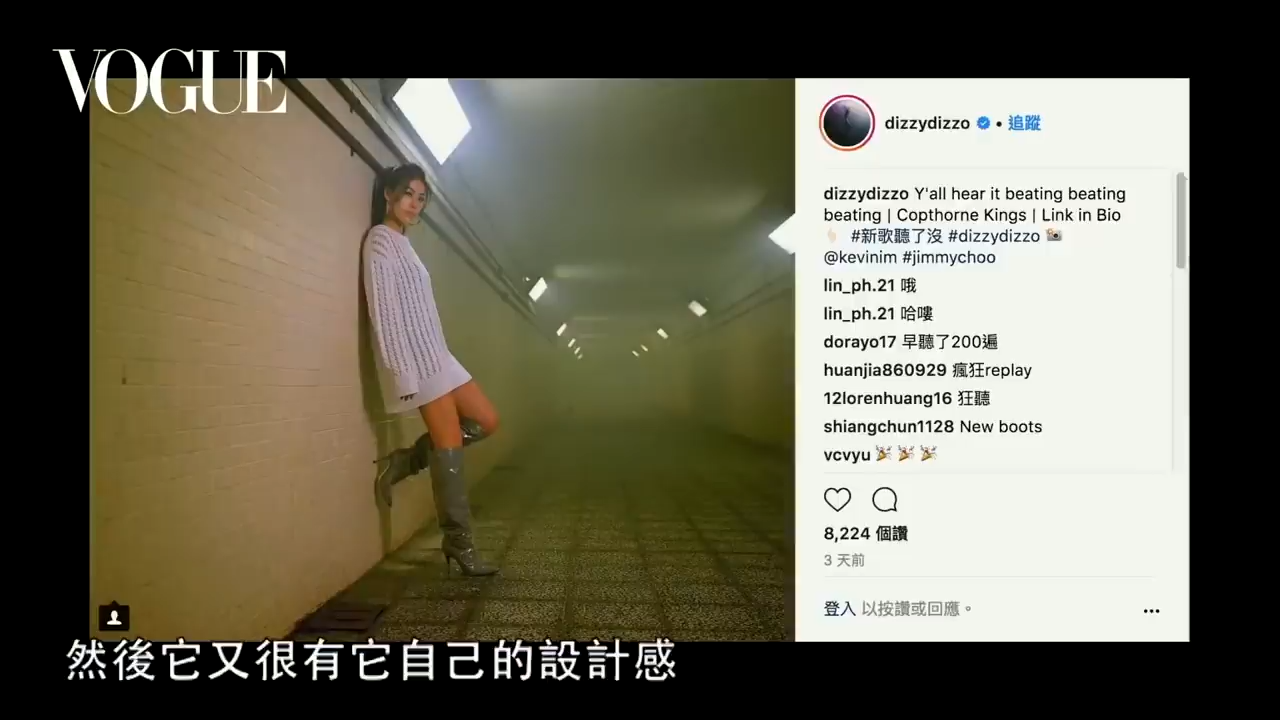 VOGUE
dizzydizzo • 追蹤
dizzydizzo Y'all hear it beating beating
beating | Copthorne Kings | Link in Bio
👆🏻 #新歌聽了沒 #dizzydizzo 📸
@kevinim #jimmychoo
lin_ph.21 哦
lin_ph.21 哈嘍
dorayo17 早聽了200遍
huanjia860929 瘋狂replay
12lorenhuang16 狂聽
shiangchun1128 New boots
vcvyu 🎉🎉🎉
8,224 個讚
3 天前
登入 以按讚或回應。
然後它又很有它自己的設計感